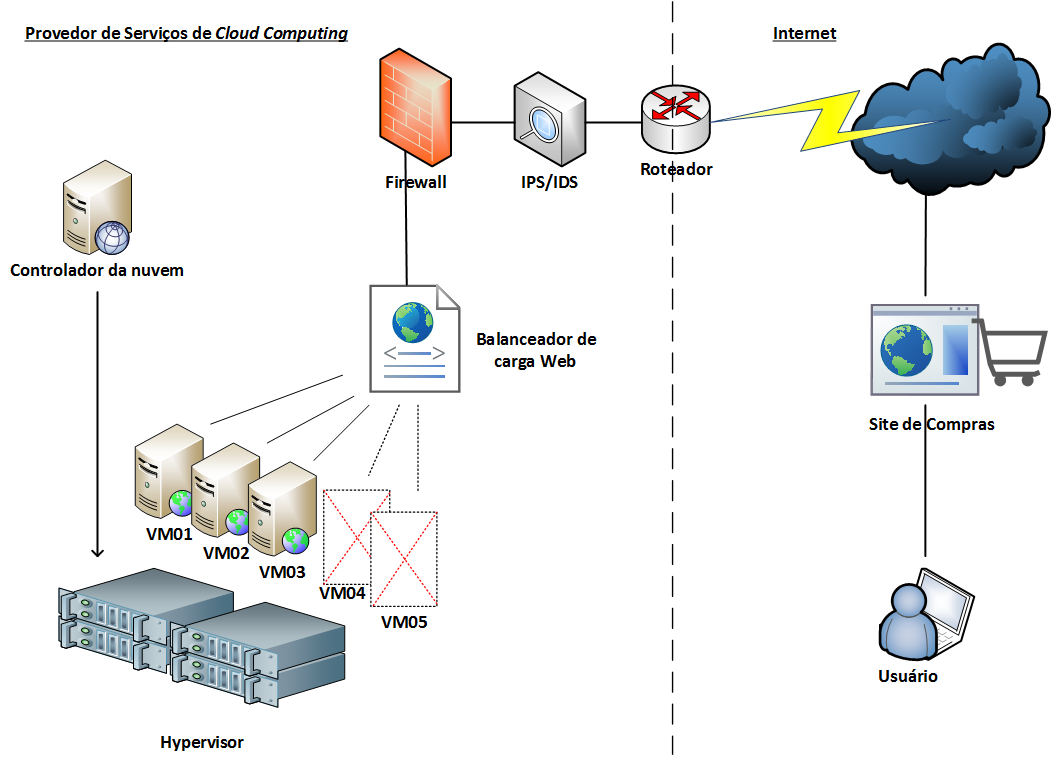 Provedor de Serviços de Cloud Computing
Internet
Firewall
IPS/IDS
Roteador
Controlador da nuvem
Balanceador de
carga Web
Site de Compras
VM01
VM02
VM03
VM04
VM05
Usuário
Hypervisor